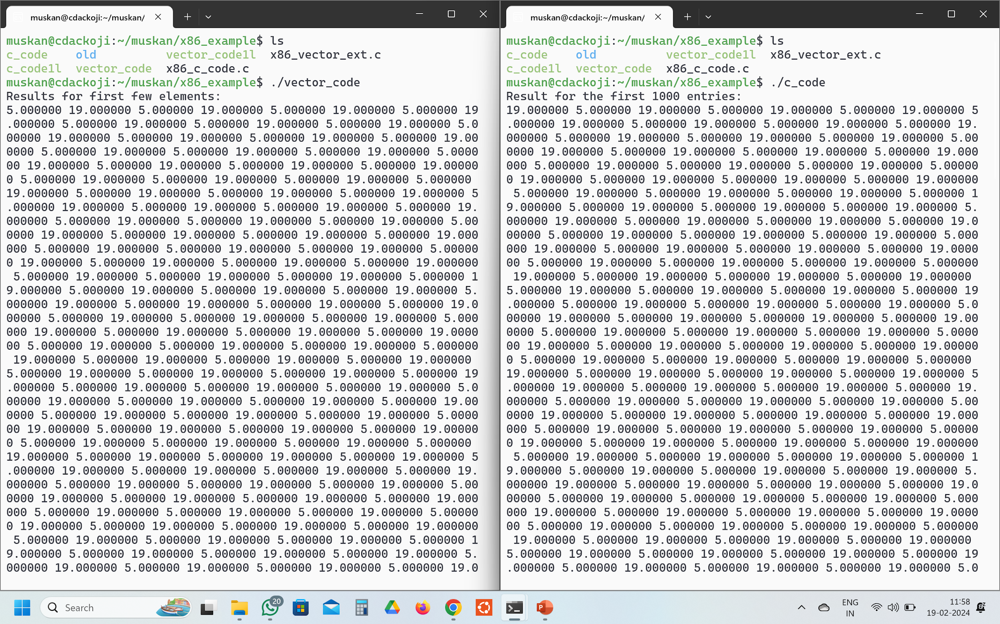 muskan@cdackoji:~/muskan/
muskan@cdackoji:~/muskan/x86_example$ ls
c_code    old          vector_code1l  x86_vector_ext.c
c_code1l  vector_code  x86_c_code.c
muskan@cdackoji:~/muskan/x86_example$ ./vector_code
Results for first few elements:
5.000000 19.000000 5.000000 19.000000 5.000000 19.000000 5.000000 19
.000000 5.000000 19.000000 5.000000 19.000000 5.000000 19.000000 5.0
00000 19.000000 5.000000 19.000000 5.000000 19.000000 5.000000 19.00
0000 5.000000 19.000000 5.000000 19.000000 5.000000 19.000000 5.0000
00 19.000000 5.000000 19.000000 5.000000 19.000000 5.000000 19.00000
0 5.000000 19.000000 5.000000 19.000000 5.000000 19.000000 5.000000
19.000000 5.000000 19.000000 5.000000 19.000000 5.000000 19.000000 5
.000000 19.000000 5.000000 19.000000 5.000000 19.000000 5.000000 19.
000000 5.000000 19.000000 5.000000 19.000000 5.000000 19.000000 5.00
0000 19.000000 5.000000 19.000000 5.000000 19.000000 5.000000 19.000
000 5.000000 19.000000 5.000000 19.000000 5.000000 19.000000 5.00000
0 19.000000 5.000000 19.000000 5.000000 19.000000 5.000000 19.000000
5.000000 19.000000 5.000000 19.000000 5.000000 19.000000 5.000000 1
9.000000 5.000000 19.000000 5.000000 19.000000 5.000000 19.000000 5.
000000 19.000000 5.000000 19.000000 5.000000 19.000000 5.000000 19.0
00000 5.000000 19.000000 5.000000 19.000000 5.000000 19.000000 5.000
000 19.000000 5.000000 19.000000 5.000000 19.000000 5.000000 19.0000
00 5.000000 19.000000 5.000000 19.000000 5.000000 19.000000 5.000000
19.000000 5.000000 19.000000 5.000000 19.000000 5.000000 19.000000
5.000000 19.000000 5.000000 19.000000 5.000000 19.000000 5.000000 19
.000000 5.000000 19.000000 5.000000 19.000000 5.000000 19.000000 5.0
00000 19.000000 5.000000 19.000000 5.000000 19.000000 5.000000 19.00
0000 5.000000 19.000000 5.000000 19.000000 5.000000 19.000000 5.0000
00 19.000000 5.000000 19.000000 5.000000 19.000000 5.000000 19.00000
0 5.000000 19.000000 5.000000 19.000000 5.000000 19.000000 5.000000
19.000000 5.000000 19.000000 5.000000 19.000000 5.000000 19.000000 5
.000000 19.000000 5.000000 19.000000 5.000000 19.000000 5.000000 19.
000000 5.000000 19.000000 5.000000 19.000000 5.000000 19.000000 5.00
0000 19.000000 5.000000 19.000000 5.000000 19.000000 5.000000 19.000
000 5.000000 19.000000 5.000000 19.000000 5.000000 19.000000 5.00000
0 19.000000 5.000000 19.000000 5.000000 19.000000 5.000000 19.000000
5.000000 19.000000 5.000000 19.000000 5.000000 19.000000 5.000000 1
9.000000 5.000000 19.000000 5.000000 19.000000 5.000000 19.000000 5.
000000 19.000000 5.000000 19.000000 5.000000 19.000000 5.000000 19.0
muskan@cdackoji:~/muskan/
muskan@cdackoji:~/muskan/x86_example$ ls
c_code    old          vector_code1l  x86_vector_ext.c
c_code1l  vector_code  x86_c_code.c
muskan@cdackoji:~/muskan/x86_example$ ./c_code
Result for the first 1000 entries:
19.000000 5.000000 19.000000 5.000000 19.000000 5.000000 19.000000 5
.000000 19.000000 5.000000 19.000000 5.000000 19.000000 5.000000 19.
000000 5.000000 19.000000 5.000000 19.000000 5.000000 19.000000 5.00
0000 19.000000 5.000000 19.000000 5.000000 19.000000 5.000000 19.000
000 5.000000 19.000000 5.000000 19.000000 5.000000 19.000000 5.00000
0 19.000000 5.000000 19.000000 5.000000 19.000000 5.000000 19.000000
5.000000 19.000000 5.000000 19.000000 5.000000 19.000000 5.000000 1
9.000000 5.000000 19.000000 5.000000 19.000000 5.000000 19.000000 5.
000000 19.000000 5.000000 19.000000 5.000000 19.000000 5.000000 19.0
00000 5.000000 19.000000 5.000000 19.000000 5.000000 19.000000 5.000
000 19.000000 5.000000 19.000000 5.000000 19.000000 5.000000 19.0000
00 5.000000 19.000000 5.000000 19.000000 5.000000 19.000000 5.000000
19.000000 5.000000 19.000000 5.000000 19.000000 5.000000 19.000000
5.000000 19.000000 5.000000 19.000000 5.000000 19.000000 5.000000 19
.000000 5.000000 19.000000 5.000000 19.000000 5.000000 19.000000 5.0
00000 19.000000 5.000000 19.000000 5.000000 19.000000 5.000000 19.00
0000 5.000000 19.000000 5.000000 19.000000 5.000000 19.000000 5.0000
00 19.000000 5.000000 19.000000 5.000000 19.000000 5.000000 19.00000
0 5.000000 19.000000 5.000000 19.000000 5.000000 19.000000 5.000000
19.000000 5.000000 19.000000 5.000000 19.000000 5.000000 19.000000 5
.000000 19.000000 5.000000 19.000000 5.000000 19.000000 5.000000 19.
000000 5.000000 19.000000 5.000000 19.000000 5.000000 19.000000 5.00
0000 19.000000 5.000000 19.000000 5.000000 19.000000 5.000000 19.000
000 5.000000 19.000000 5.000000 19.000000 5.000000 19.000000 5.00000
0 19.000000 5.000000 19.000000 5.000000 19.000000 5.000000 19.000000
5.000000 19.000000 5.000000 19.000000 5.000000 19.000000 5.000000 1
9.000000 5.000000 19.000000 5.000000 19.000000 5.000000 19.000000 5.
000000 19.000000 5.000000 19.000000 5.000000 19.000000 5.000000 19.0
00000 5.000000 19.000000 5.000000 19.000000 5.000000 19.000000 5.000
000 19.000000 5.000000 19.000000 5.000000 19.000000 5.000000 19.0000
00 5.000000 19.000000 5.000000 19.000000 5.000000 19.000000 5.000000
19.000000 5.000000 19.000000 5.000000 19.000000 5.000000 19.000000
5.000000 19.000000 5.000000 19.000000 5.000000 19.000000 5.000000 19
.000000 5.000000 19.000000 5.000000 19.000000 5.000000 19.000000 5.0
Search
20
P
ENG
IN
11:58
19-02-2024